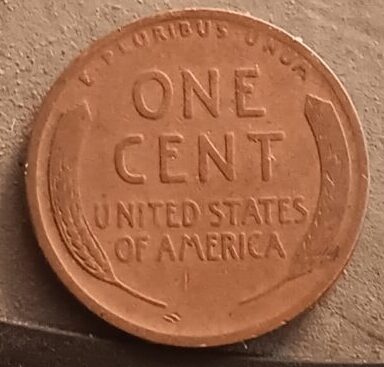 E·PLURIBUS·UNUM
ONE
CENT
UNITED STATES
OF AMERICA